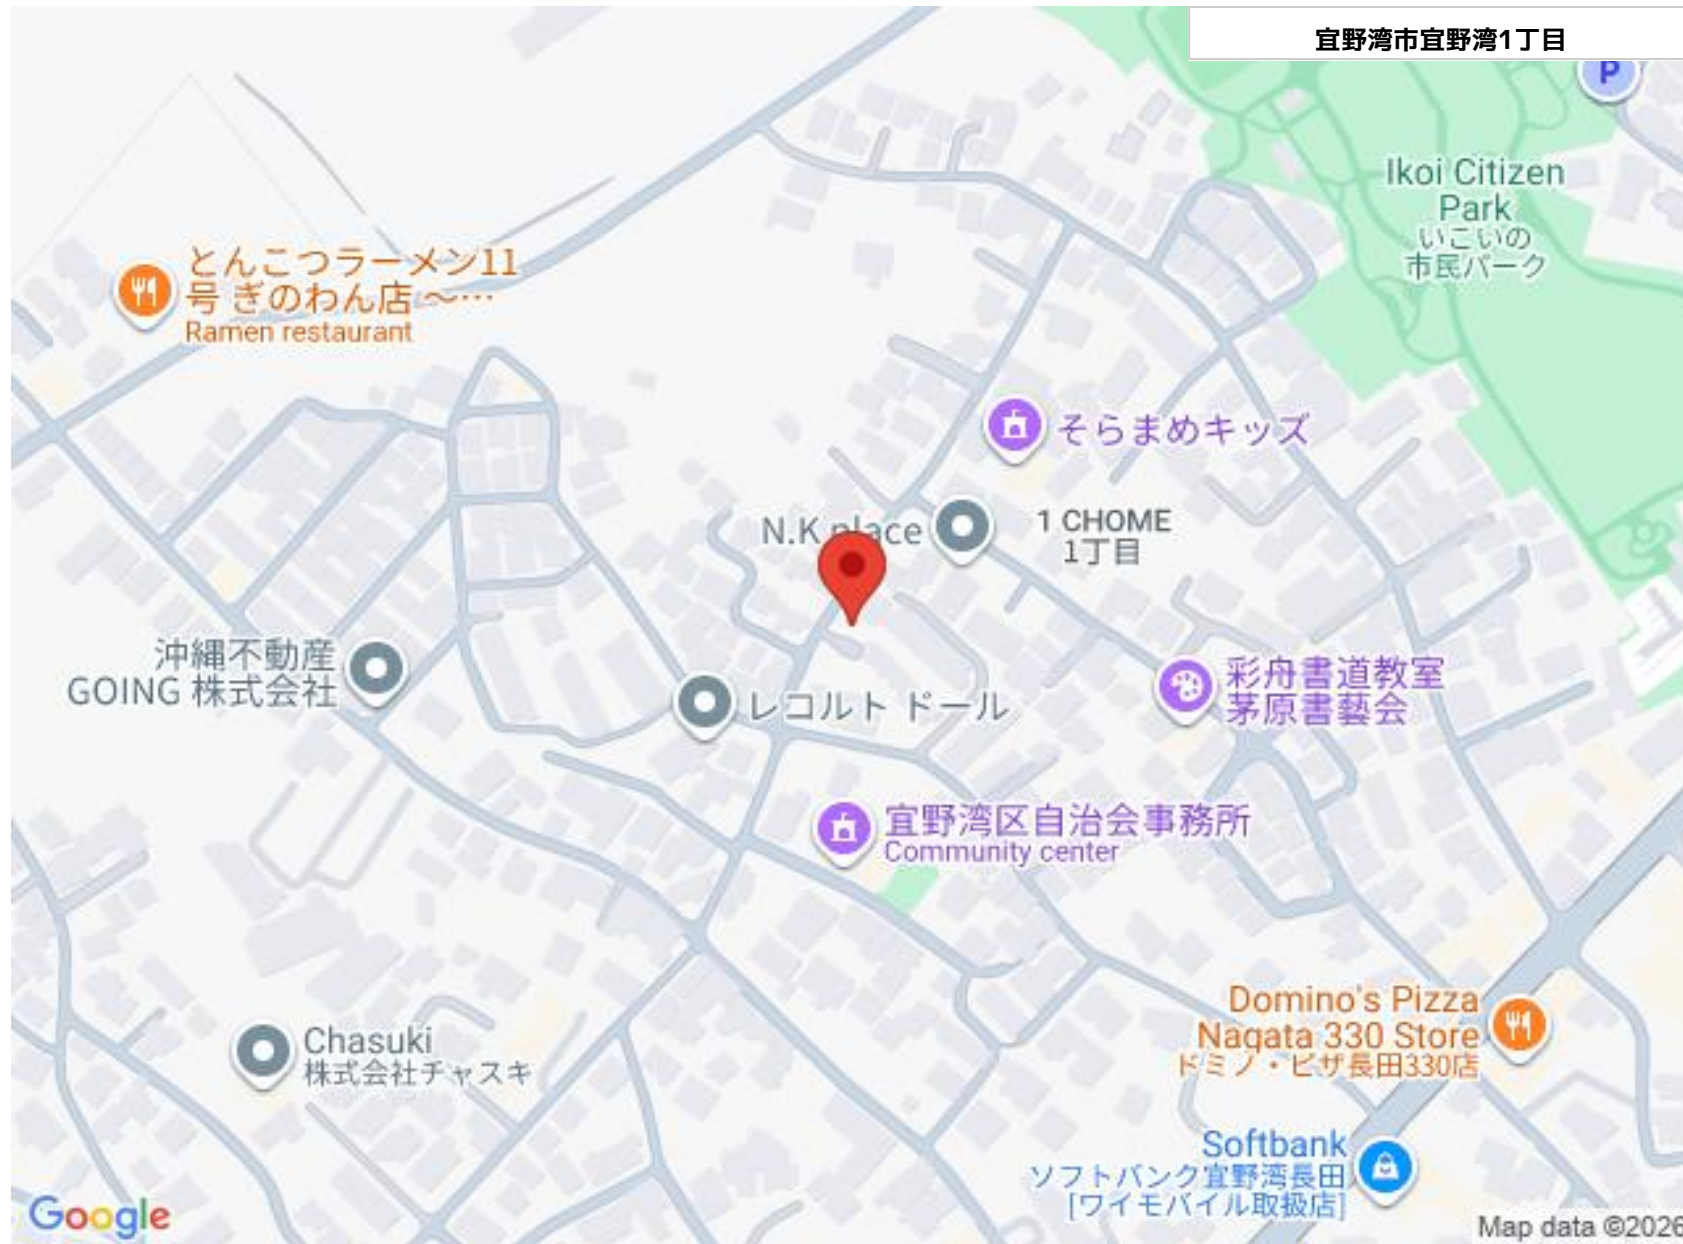 宜野湾市宜野湾1丁目
P
Ikoi Citizen
Park
いこいの
市民パーク
とんこつラーメン11
号 ぎのわん店 ～…
Ramen restaurant
そらまめキッズ
N.K place
1 CHOME
1丁目
沖縄不動産
GOING 株式会社
レコルト ドール
彩舟書道教室
茅原書藝会
宜野湾区自治会事務所
Community center
Domino's Pizza
Nagata 330 Store
ドミノ・ピザ長田330店
Chasuki
株式会社チャスキ
Softbank
ソフトバンク宜野湾長田
[ワイモバイル取扱店]
Google
Map data ©2026